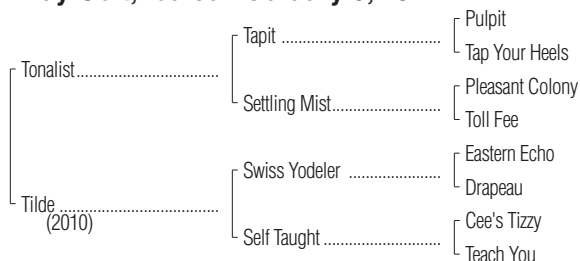 Pulpit
Tapit
Tap Your Heels
Tonalist
Pleasant Colony
Settling Mist
Toll Fee
Eastern Echo
Swiss Yodeler
Drapeau
Tilde
(2010)
Cee's Tizzy
Self Taught
Teach You